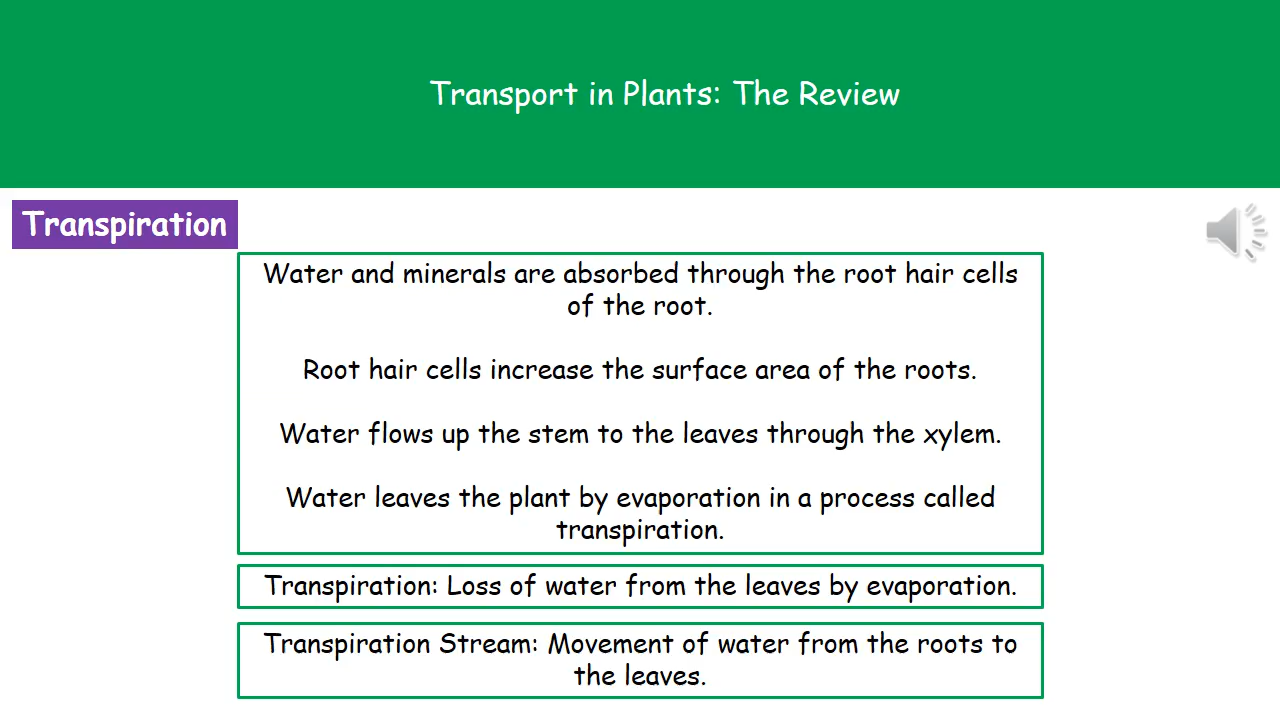 Transport in Plants: The Review
Transpiration
Water and minerals are absorbed through the root hair cells
of the root.
Root hair cells increase the surface area of the roots.
Water flows up the stem to the leaves through the xylem.
Water leaves the plant by evaporation in a process called
transpiration.
Transpiration: Loss of water from the leaves by evaporation.
Transpiration Stream: Movement of water from the roots to
the leaves.